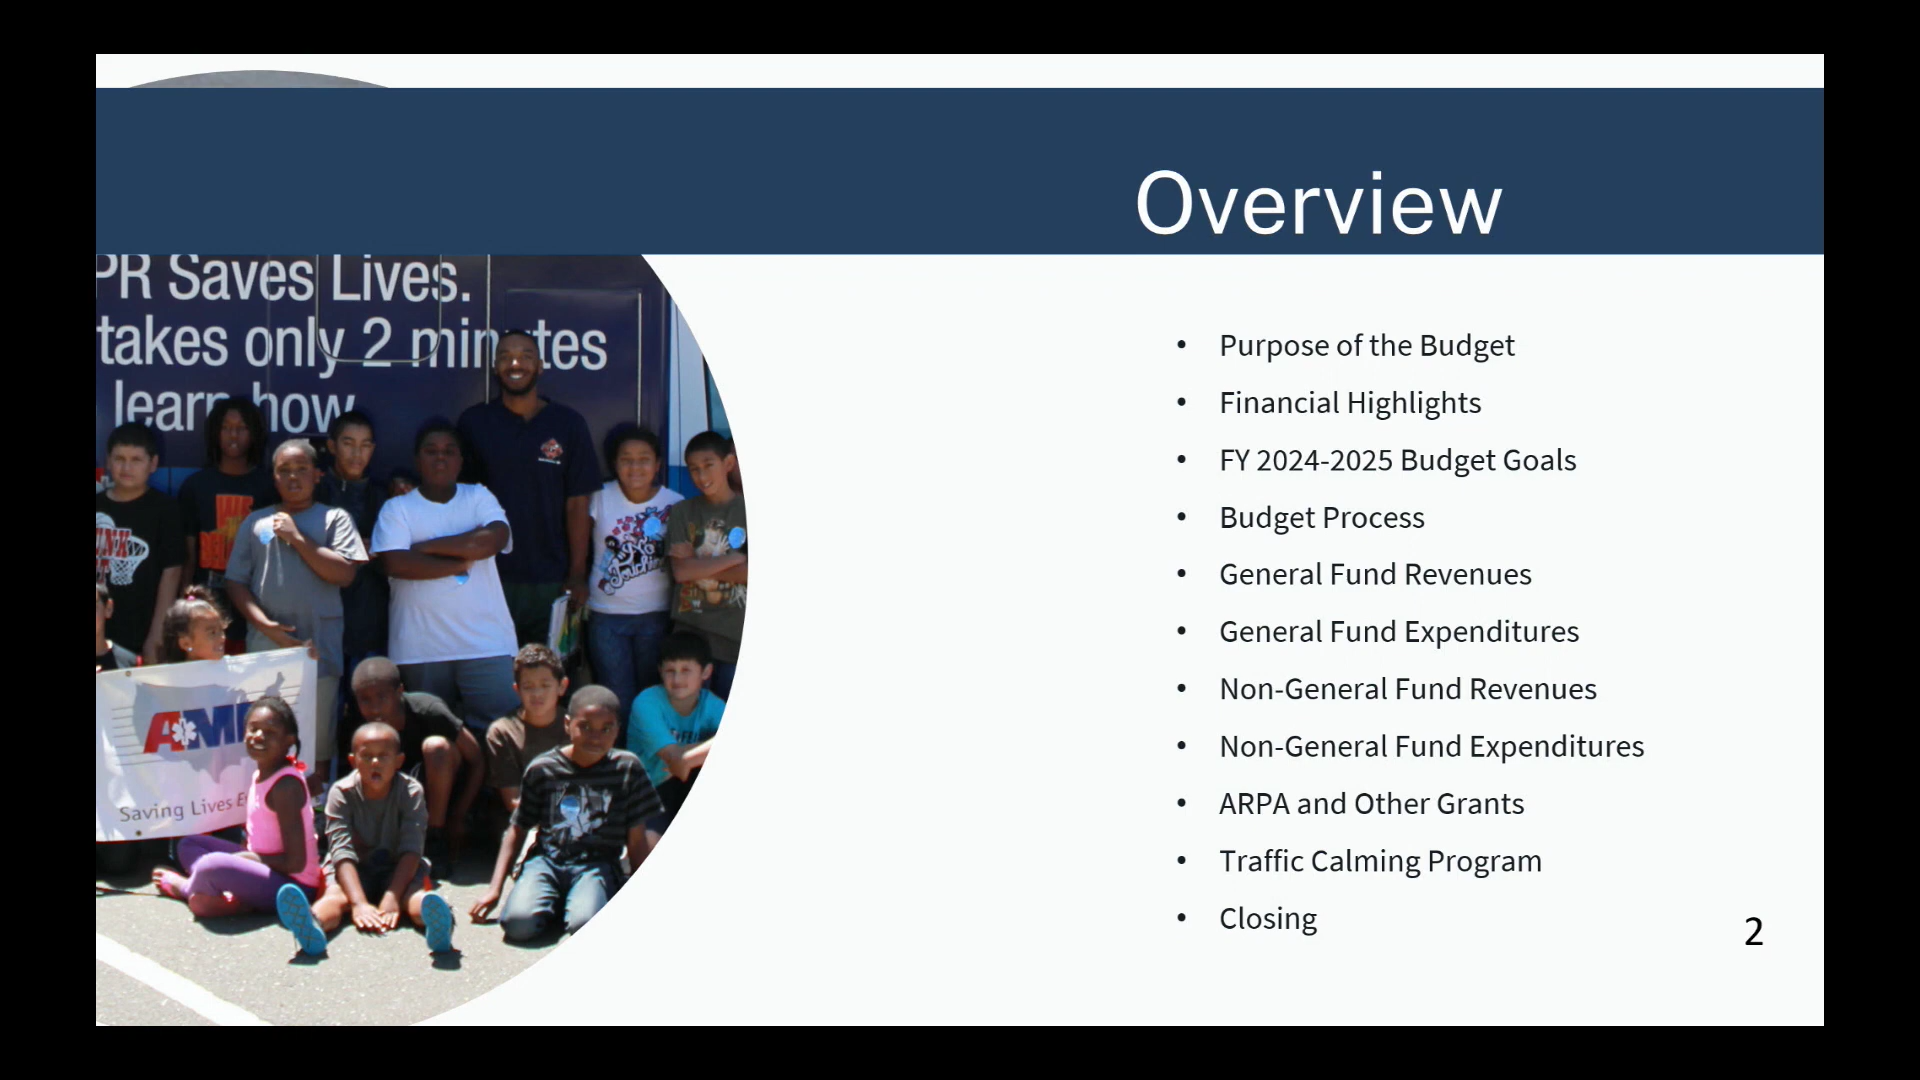 Overview
PR Saves Lives.
takes only 2 minutes
learn how
Saving Lives
Purpose of the Budget
Financial Highlights
FY 2024-2025 Budget Goals
Budget Process
General Fund Revenues
General Fund Expenditures
Non-General Fund Revenues
Non-General Fund Expenditures
ARPA and Other Grants
Traffic Calming Program
Closing
2